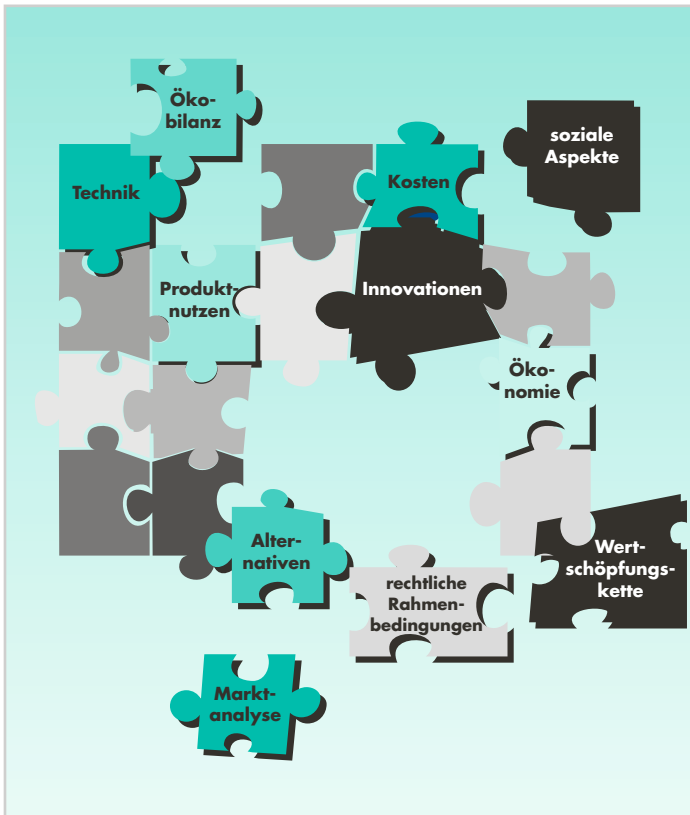 Öko-
bilanz
soziale
Aspekte
Technik
Kosten
Produkt-
nutzen
Innovationen
Öko-
nomie
Alter-
nativen
Wert-
schöpfungs-
kette
rechtliche
Rahmen-
bedingungen
Markt-
analyse